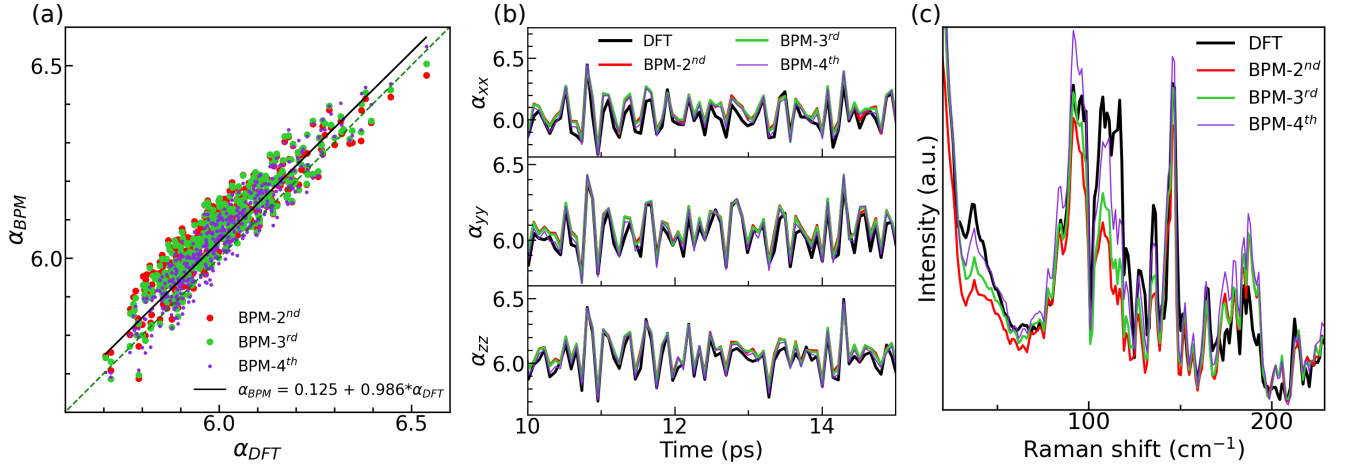 (a)
6.5
6.0
α_BPM
6.0
6.5
α_DFT
BPM-2^nd
BPM-3^rd
BPM-4^th
α_BPM = 0.125 + 0.986*α_DFT
(b)
DFT
BPM-2^nd
BPM-3^rd
BPM-4^th
6.5
6.0
α_xx
6.5
6.0
α_yy
6.5
6.0
α_zz
10
11
12
13
14
Time (ps)
(c)
DFT
BPM-2^nd
BPM-3^rd
BPM-4^th
Intensity (a.u.)
100
200
Raman shift (cm⁻¹)